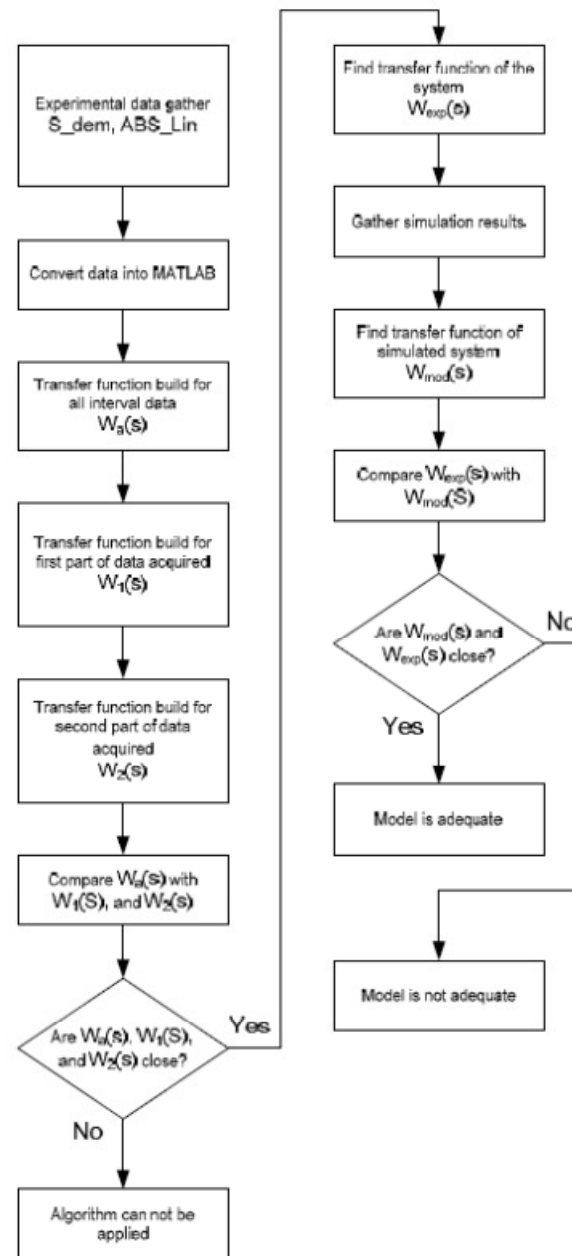 Experimental data gather
S_dem, ABS_Lin
Convert data into MATLAB
Transfer function build for
all interval data
Wa(s)
Transfer function build for
first part of data acquired
W1(s)
Transfer function build for
second part of data
acquired
W2(s)
Compare Wa(s) with
W1(S), and W2(s)
Are Wa(s), W1(S),
and W2(s) close?
Yes
No
Algorithm can not be
applied
Find transfer function of the
system
Wexp(s)
Gather simulation results.
Find transfer function of
simulated system
Wmod(s)
Compare Wexp(s) with
Wmod(S)
Are Wmod(s) and
Wexp(s) close?
No
Yes
Model is adequate
Model is not adequate